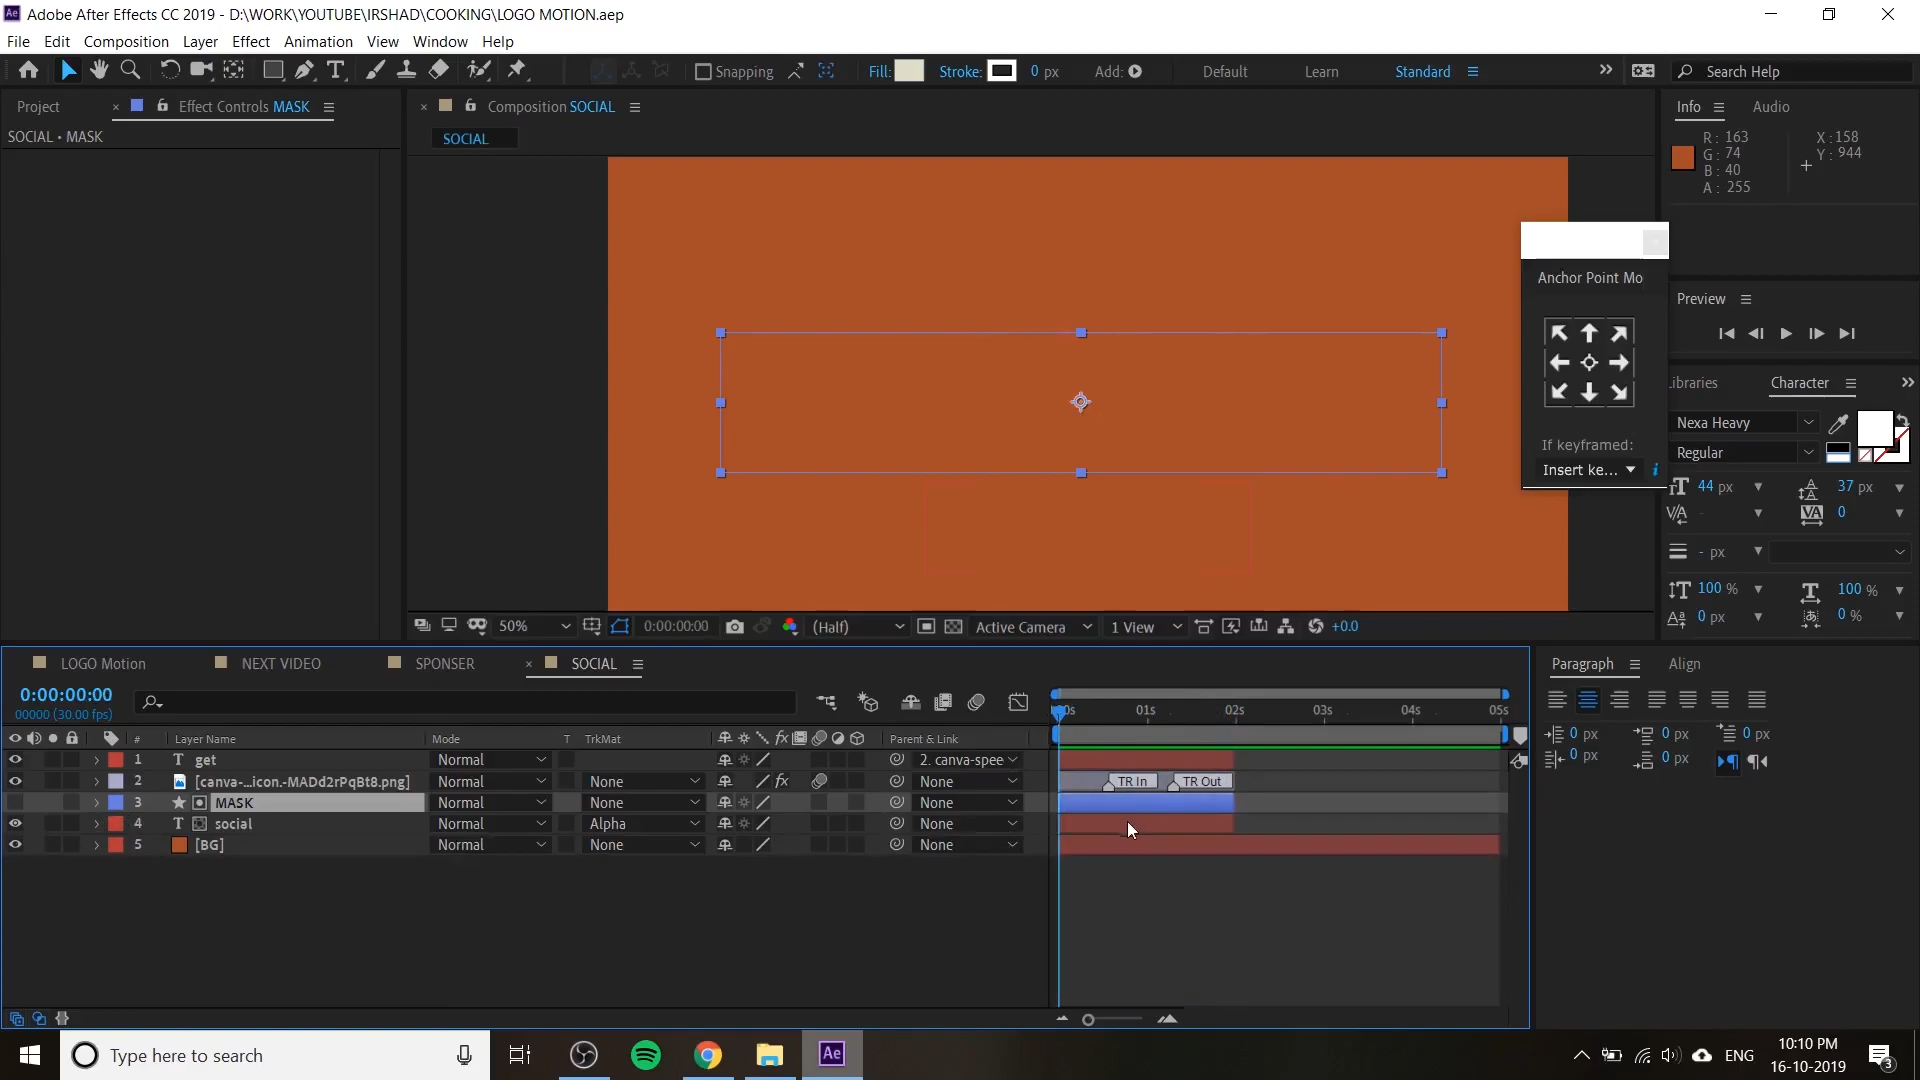 Adobe After Effects CC 2019 - D:\WORK\YOUTUBE\IRSHAD\COOKING\LOGO MOTION.aep
File Edit Composition Layer Effect Animation View Window Help
Snapping Fill: Stroke: 0 px Add: Default Learn Standard Search Help
Project Effect Controls MASK Composition SOCIAL Info Audio
SOCIAL • MASK
SOCIAL
R : 163 X : 158
G : 74 Y : 944
B : 40
A : 255
Anchor Point Mo
Preview
ibraries Character
Nexa Heavy
If keyframed:
Regular
Insert ke...
44 px 37 px
0
- px
100 % 100 %
0 px 0 %
50% 0:00:00:00 (Half) Active Camera 1 View +0.0
LOGO Motion NEXT VIDEO SPONSER SOCIAL Paragraph Align
0:00:00:00
00000 (30.00 fps)
0s 01s 02s 03s 04s 05s
# Layer Name Mode T TrkMat Parent & Link
0 px 0 px 0 px
0 px 0 px
1 T get Normal 2. canva-spee
2 [canva-...icon.-MADd2rPqBt8.png] Normal None fx None TR In TR Out
3 MASK Normal None None
4 T social Normal Alpha None
5 [BG] Normal None None
Type here to search
Ae
ENG
10:10 PM
16-10-2019
3